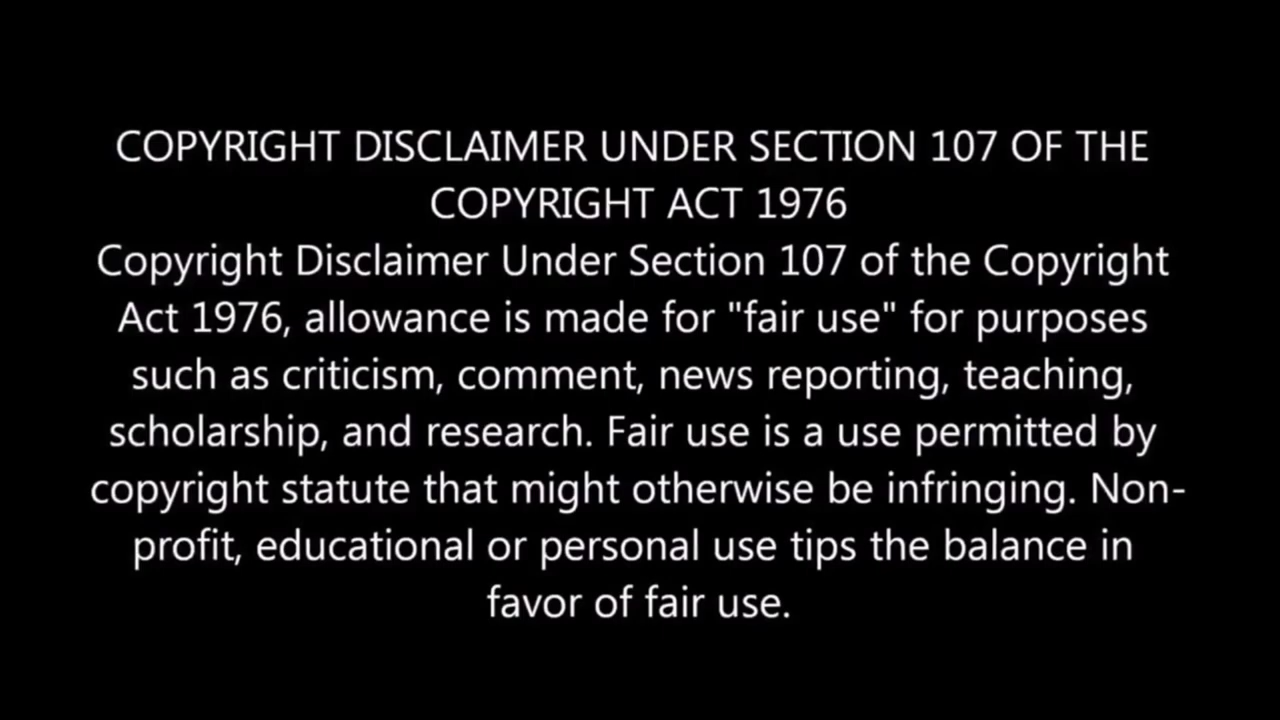 COPYRIGHT DISCLAIMER UNDER SECTION 107 OF THE
COPYRIGHT ACT 1976
Copyright Disclaimer Under Section 107 of the Copyright
Act 1976, allowance is made for "fair use" for purposes
such as criticism, comment, news reporting, teaching,
scholarship, and research. Fair use is a use permitted by
copyright statute that might otherwise be infringing. Non-
profit, educational or personal use tips the balance in
favor of fair use.